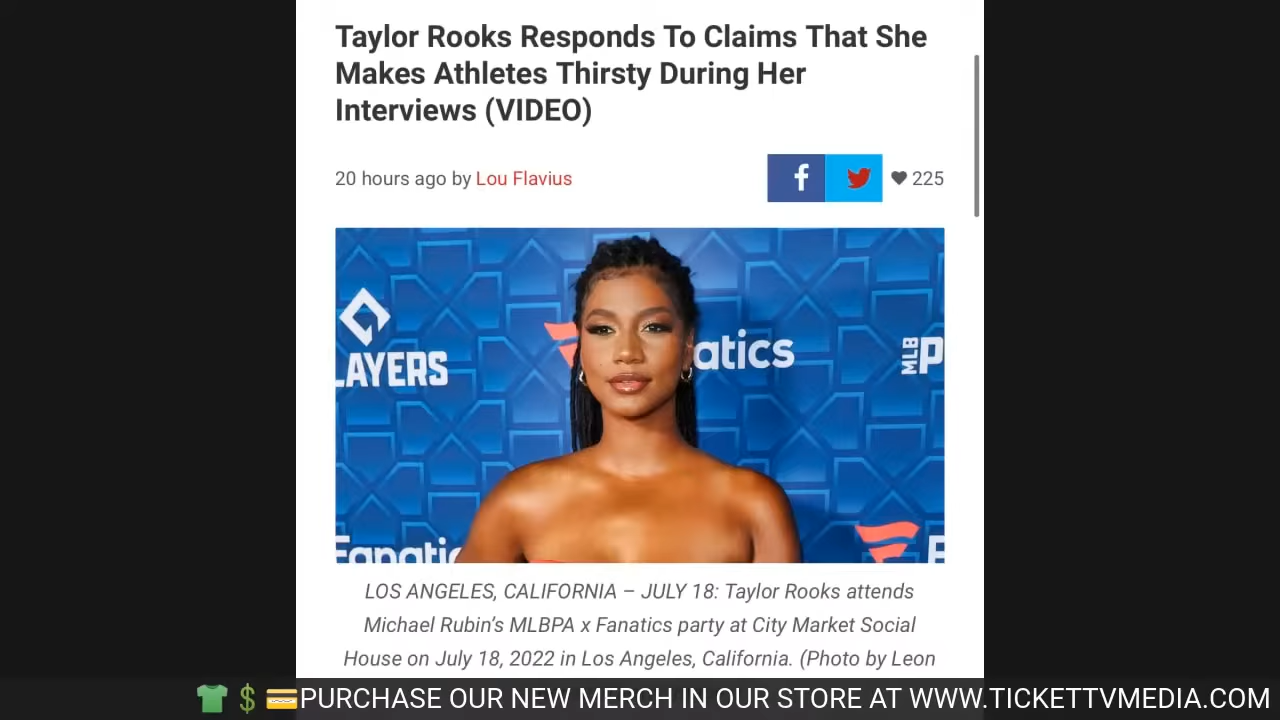 Taylor Rooks Responds To Claims That She
Makes Athletes Thirsty During Her
Interviews (VIDEO)
20 hours ago by Lou Flavius
225
LAYERS
atics
MLB P
Fanatic
F
LOS ANGELES, CALIFORNIA – JULY 18: Taylor Rooks attends
Michael Rubin’s MLBPA x Fanatics party at City Market Social
House on July 18, 2022 in Los Angeles, California. (Photo by Leon
PURCHASE OUR NEW MERCH IN OUR STORE AT WWW.TICKETTVMEDIA.COM